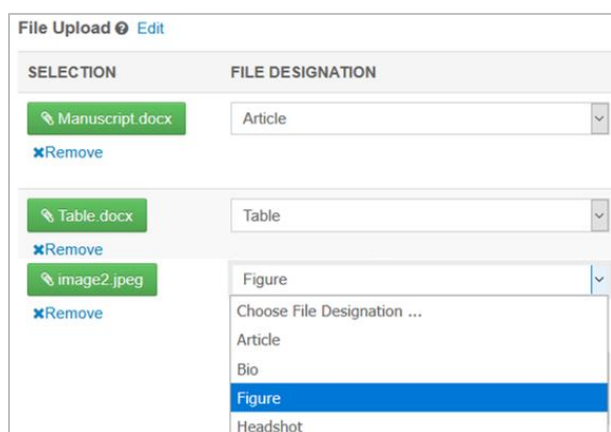 File Upload Edit
SELECTION FILE DESIGNATION
Manuscript.docx Article
Remove
Table.docx Table
Remove
image2.jpeg Figure
Remove Choose File Designation ...
Article
Bio
Figure
Headshot